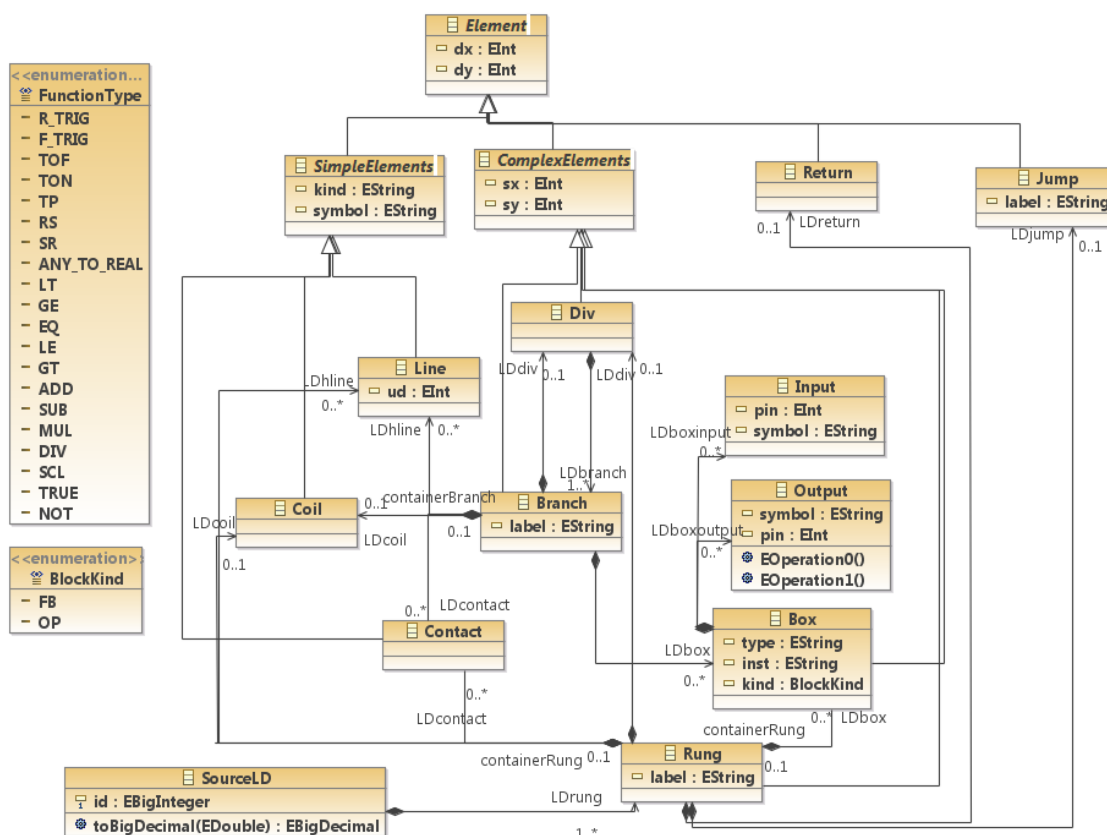 Element
dx : EInt
dy : EInt
<<enumeration...
FunctionType
R_TRIG
F_TRIG
TOF
TON
TP
RS
SR
ANY_TO_REAL
LT
GE
EQ
LE
GT
ADD
SUB
MUL
DIV
SCL
TRUE
NOT
<<enumeration>>
BlockKind
FB
OP
SimpleElements
kind : EString
symbol : EString
ComplexElements
sx : EInt
sy : EInt
Return
Jump
label : EString
0..1
LDreturn
LDjump
0..1
Div
LDdiv
0..1
LDdiv
0..1
Line
ud : EInt
LDhline
0..*
LDhline
0..*
Input
pin : EInt
symbol : EString
LDboxinput
0..*
Output
symbol : EString
pin : EInt
EOperation0()
EOperation1()
LDboxoutput
0..*
LDbranch
1..*
containerBranch
0..1
Branch
label : EString
Coil
0..1
LDcoil
LDcoil
0..1
0..*
LDcontact
Contact
0..*
LDcontact
Box
type : EString
inst : EString
kind : BlockKind
LDbox
0..*
0..*
LDbox
containerRung
0..1
containerRung
0..1
Rung
label : EString
SourceLD
id : EBigInteger
toBigDecimal(EDouble) : EBigDecimal
LDrung
1..*